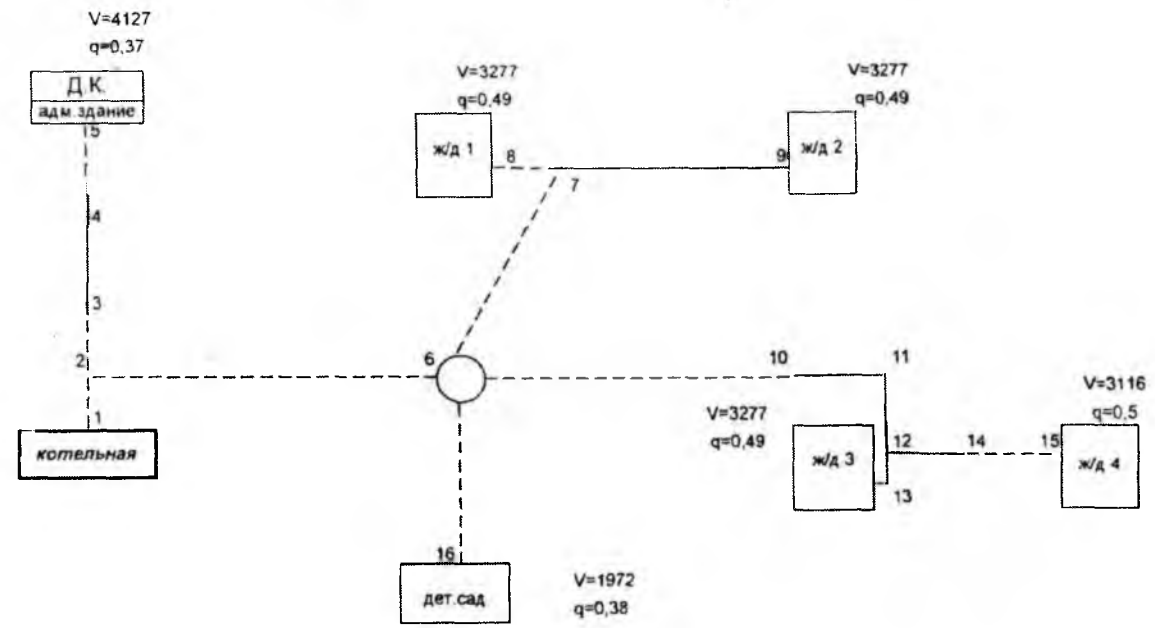 V=4127
q=0,37
Д.К.
адм.здание
5
4
3
2
1
котельная
V=3277
q=0,49
ж/д 1
8
7
V=3277
q=0,49
9
ж/д 2
6
10
11
V=3277
q=0,49
ж/д 3
12
13
14
15
V=3116
q=0,5
ж/д 4
16
дет.сад
V=1972
q=0,38